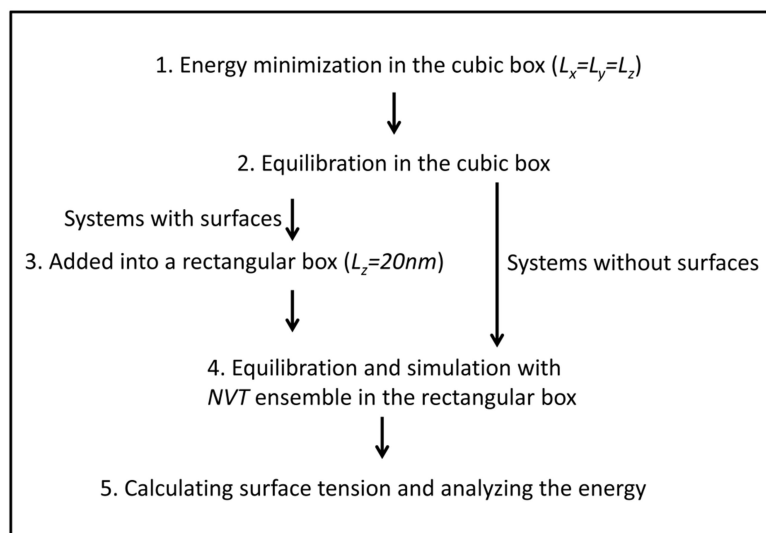 1. Energy minimization in the cubic box (Lx=Ly=Lz)
2. Equilibration in the cubic box
Systems with surfaces
3. Added into a rectangular box (Lz=20nm)
Systems without surfaces
4. Equilibration and simulation with
NVT ensemble in the rectangular box
5. Calculating surface tension and analyzing the energy